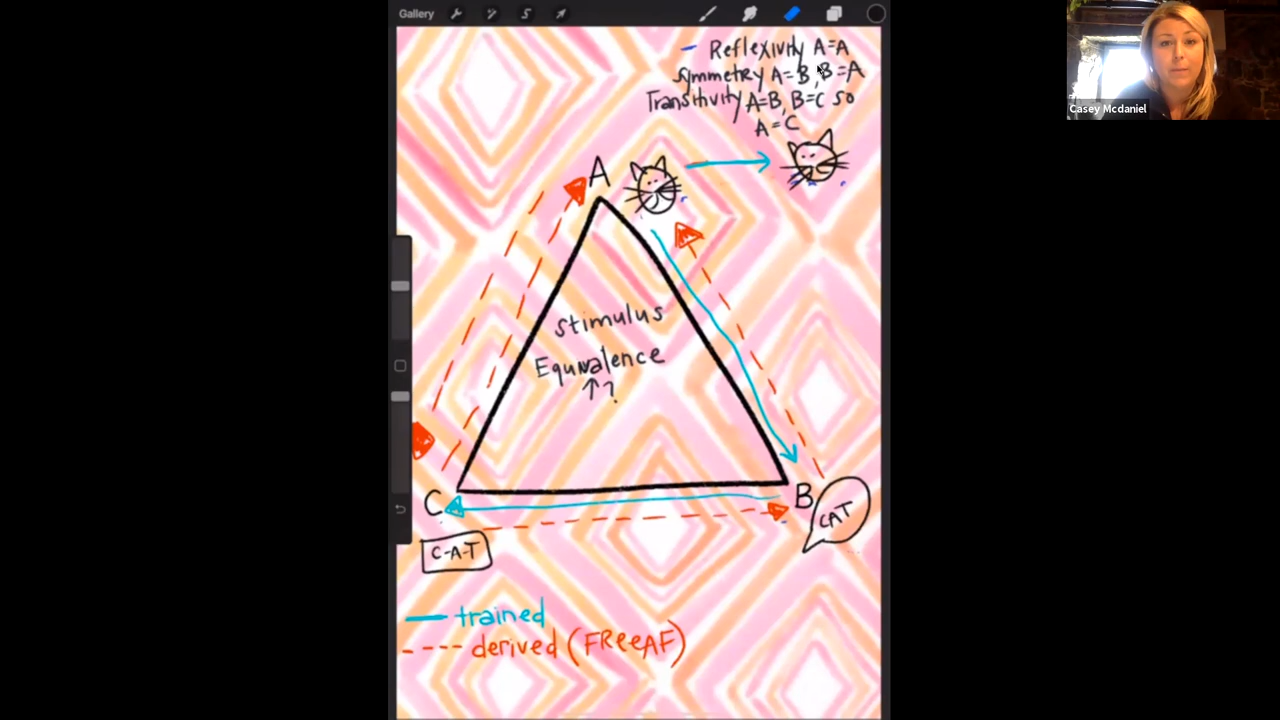 Gallery
Reflexivity A=A
Symmetry A=B, B=A
Transitivity A=B, B=C so
A=C
Casey Mcdaniel
A
Stimulus
Equivalence
↑?
C
B
CAT
C-A-T
trained
derived (FReeAF)